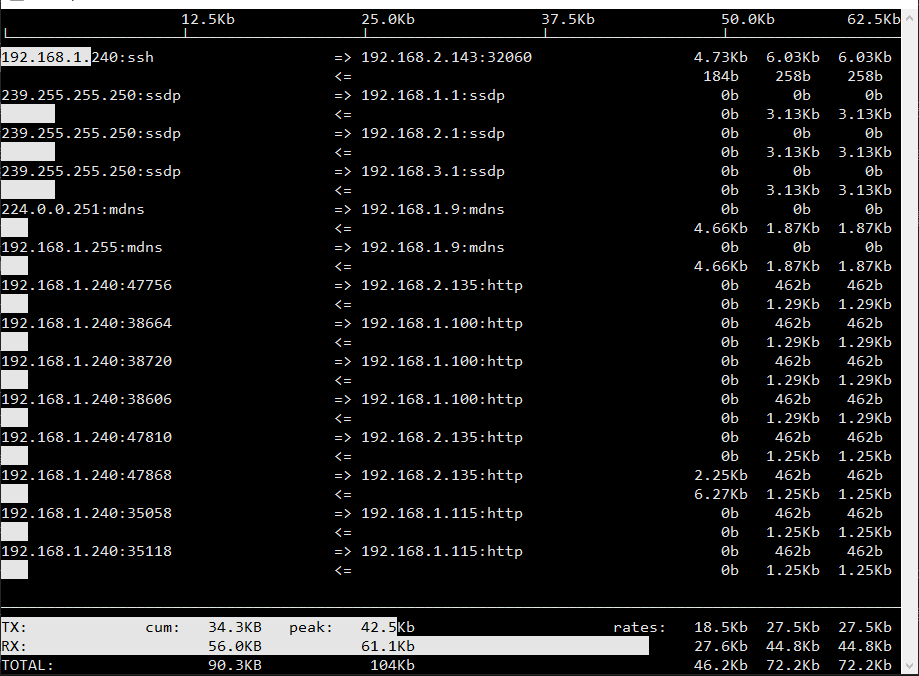 12.5Kb 25.0Kb 37.5Kb 50.0Kb 62.5Kb
192.168.1.240:ssh => 192.168.2.143:32060 4.73Kb 6.03Kb 6.03Kb
<= 184b 258b 258b
239.255.255.250:ssdp => 192.168.1.1:ssdp 0b 0b 0b
<= 0b 3.13Kb 3.13Kb
239.255.255.250:ssdp => 192.168.2.1:ssdp 0b 0b 0b
<= 0b 3.13Kb 3.13Kb
239.255.255.250:ssdp => 192.168.3.1:ssdp 0b 0b 0b
<= 0b 3.13Kb 3.13Kb
224.0.0.251:mdns => 192.168.1.9:mdns 0b 0b 0b
<= 4.66Kb 1.87Kb 1.87Kb
192.168.1.255:mdns => 192.168.1.9:mdns 0b 0b 0b
<= 4.66Kb 1.87Kb 1.87Kb
192.168.1.240:47756 => 192.168.2.135:http 0b 462b 462b
<= 0b 1.29Kb 1.29Kb
192.168.1.240:38664 => 192.168.1.100:http 0b 462b 462b
<= 0b 1.29Kb 1.29Kb
192.168.1.240:38720 => 192.168.1.100:http 0b 462b 462b
<= 0b 1.29Kb 1.29Kb
192.168.1.240:38606 => 192.168.1.100:http 0b 462b 462b
<= 0b 1.29Kb 1.29Kb
192.168.1.240:47810 => 192.168.2.135:http 0b 462b 462b
<= 0b 1.25Kb 1.25Kb
192.168.1.240:47868 => 192.168.2.135:http 2.25Kb 462b 462b
<= 6.27Kb 1.25Kb 1.25Kb
192.168.1.240:35058 => 192.168.1.115:http 0b 462b 462b
<= 0b 1.25Kb 1.25Kb
192.168.1.240:35118 => 192.168.1.115:http 0b 462b 462b
<= 0b 1.25Kb 1.25Kb
TX: cum: 34.3KB peak: 42.5Kb rates: 18.5Kb 27.5Kb 27.5Kb
RX: 56.0KB 61.1Kb 27.6Kb 44.8Kb 44.8Kb
TOTAL: 90.3KB 104Kb 46.2Kb 72.2Kb 72.2Kb